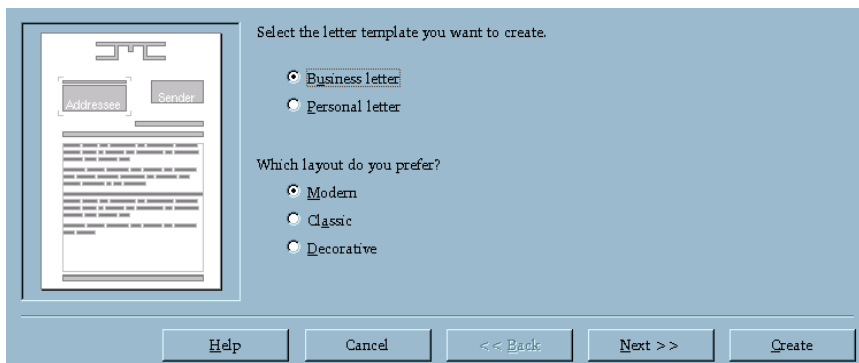 Select the letter template you want to create.
Business letter
Personal letter
Addressee
Sender
Which layout do you prefer?
Modern
Classic
Decorative
Help
Cancel
<< Back
Next >>
Create